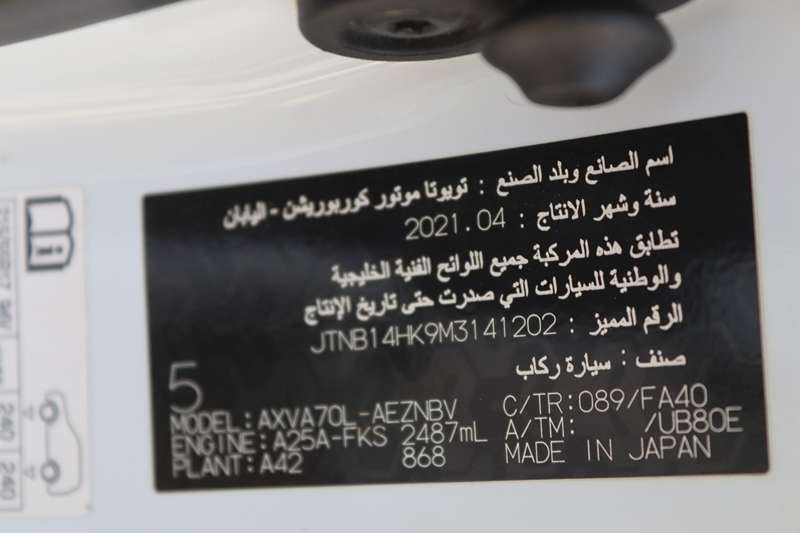 اسم الصانع وبلد الصنع : تويوتا موتور كوربوريشن - اليابان
سنة وشهر الانتاج : 2021.04
تطابق هذه المركبة جميع اللوائح الفنية الخليجية
والوطنية للسيارات التي صدرت حتى تاريخ الإنتاج
الرقم المميز : JTNB14HK9M3141202
صنف : سيارة ركاب
5
MODEL:AXVA70L-AEZNBV C/TR:089/FA40
ENGINE:A25A-FKS 2487mL A/TM: /UB80E
PLANT:A42 868 MADE IN JAPAN
i
240
240